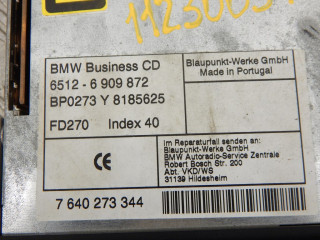 11230031
BMW Business CD
6512 - 6 909 872
BP0273 Y 8185625
FD270 Index 40
Blaupunkt-Werke GmbH
Made in Portugal
CE
Im Reparaturfall senden an:
Blaupunkt-Werke GmbH
BMW Autoradio-Service Zentrale
Robert Bosch Str. 200
Abt. VKD/WS
31139 Hildesheim
7 640 273 344